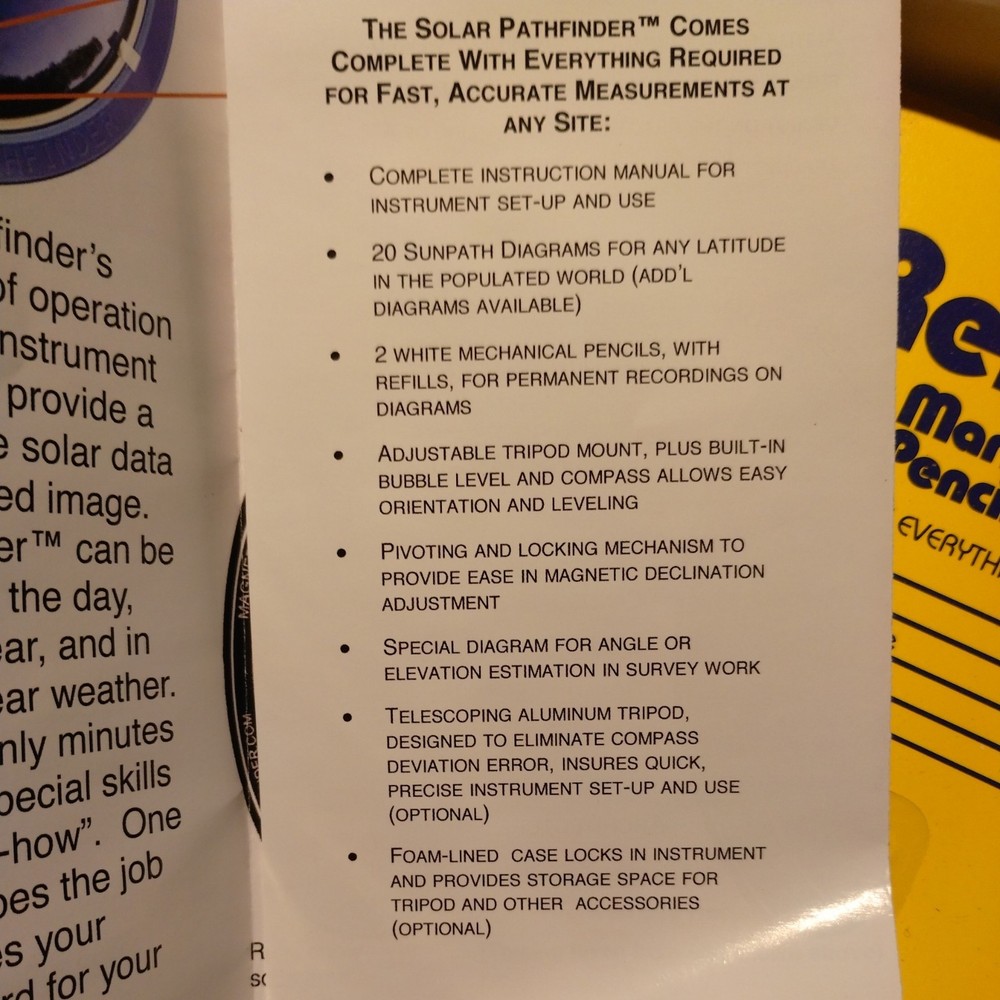 THE SOLAR PATHFINDER™ COMES
COMPLETE WITH EVERYTHING REQUIRED
FOR FAST, ACCURATE MEASUREMENTS AT
ANY SITE:
• COMPLETE INSTRUCTION MANUAL FOR
INSTRUMENT SET-UP AND USE
• 20 SUNPATH DIAGRAMS FOR ANY LATITUDE
IN THE POPULATED WORLD (ADD'L
DIAGRAMS AVAILABLE)
• 2 WHITE MECHANICAL PENCILS, WITH
REFILLS, FOR PERMANENT RECORDINGS ON
DIAGRAMS
• ADJUSTABLE TRIPOD MOUNT, PLUS BUILT-IN
BUBBLE LEVEL AND COMPASS ALLOWS EASY
ORIENTATION AND LEVELING
• PIVOTING AND LOCKING MECHANISM TO
PROVIDE EASE IN MAGNETIC DECLINATION
ADJUSTMENT
• SPECIAL DIAGRAM FOR ANGLE OR
ELEVATION ESTIMATION IN SURVEY WORK
• TELESCOPING ALUMINUM TRIPOD,
DESIGNED TO ELIMINATE COMPASS
DEVIATION ERROR, INSURES QUICK,
PRECISE INSTRUMENT SET-UP AND USE
(OPTIONAL)
• FOAM-LINED CASE LOCKS IN INSTRUMENT
AND PROVIDES STORAGE SPACE FOR
TRIPOD AND OTHER ACCESSORIES
(OPTIONAL)
finder's
of operation
instrument
provide a
solar data
ed image.
er™ can be
the day,
ear, and in
ear weather.
nly minutes
pecial skills
-how”. One
oes the job
es your
rd for your
Mar
Penc
EVERYTH